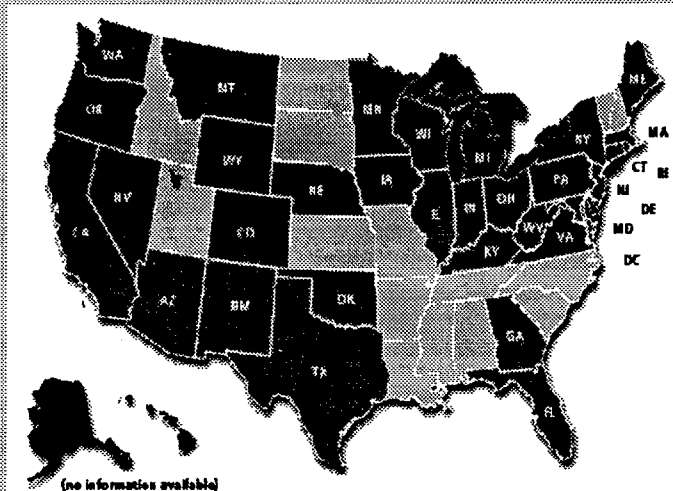 WA
OR
MT
WY
NV
CA
AZ
NM
CO
NE
OK
TX
MN
IA
WI
MI
IL
IN
OH
KY
WV
VA
PA
NY
ME
MA
CT
RI
NJ
DE
MD
DC
GA
FL
(no information available)